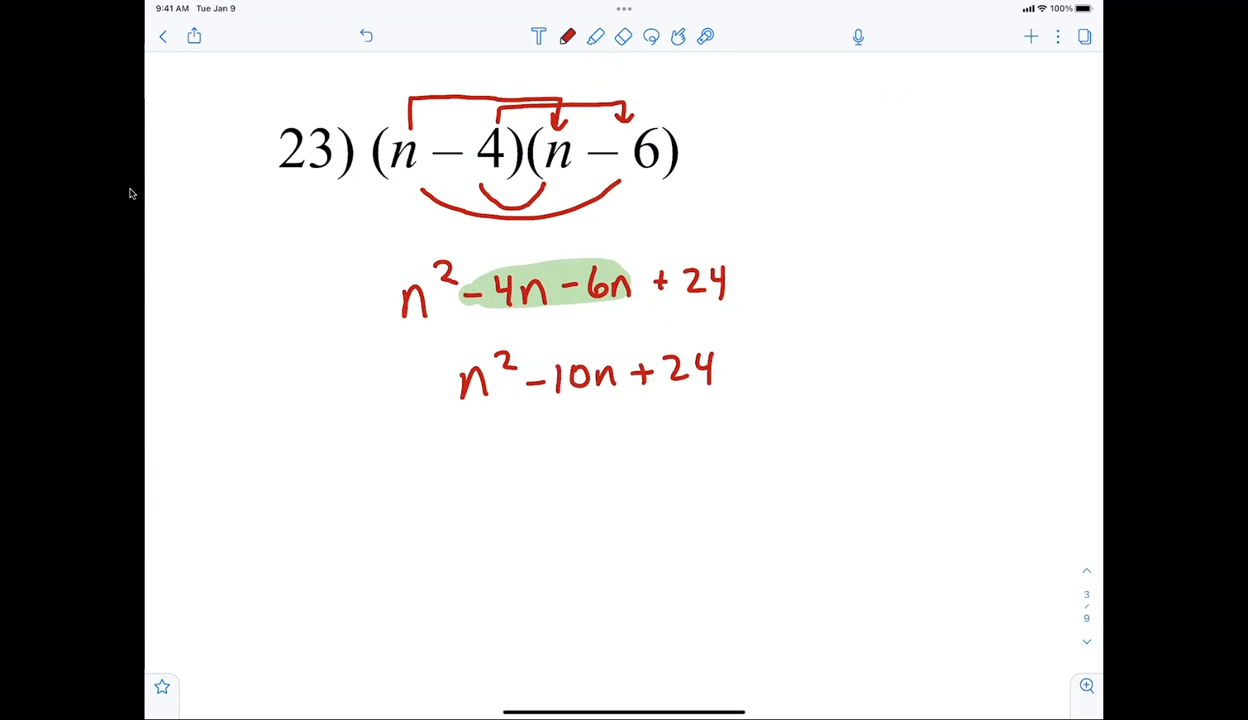 9:41 AM Tue Jan 9
100%
T
23) (n – 4)(n – 6)
n² - 4n - 6n + 24
n² - 10n + 24
3
/
9